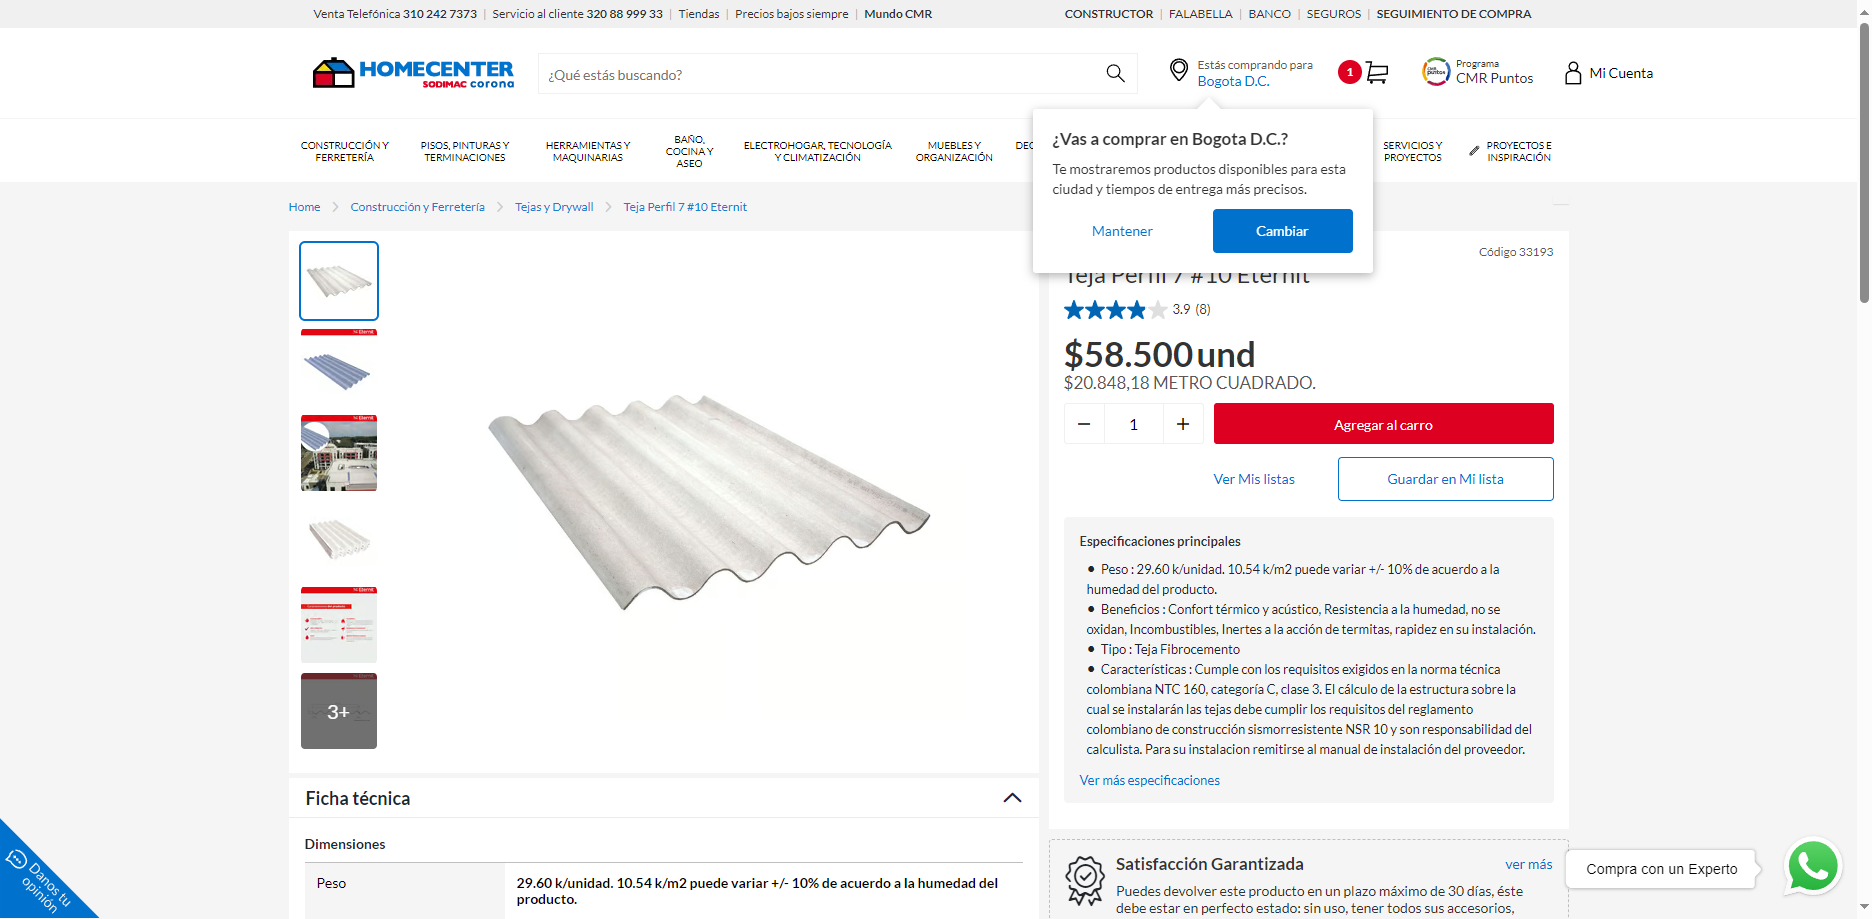 Venta Telefónica 310 242 7373 | Servicio al cliente 320 88 999 33 | Tiendas | Precios bajos siempre | Mundo CMR
CONSTRUCTOR | FALABELLA | BANCO | SEGUROS | SEGUIMIENTO DE COMPRA
HOMECENTER
SODIMAC corona
¿Qué estás buscando?
Estás comprando para
Bogota D.C.
1
Programa
CMR Puntos
Mi Cuenta
CONSTRUCCIÓN Y
FERRETERÍA
PISOS, PINTURAS Y
TERMINACIONES
HERRAMIENTAS Y
MAQUINARIAS
BAÑO,
COCINA Y
ASEO
ELECTROHOGAR, TECNOLOGÍA
Y CLIMATIZACIÓN
MUEBLES Y
ORGANIZACIÓN
SERVICIOS Y
PROYECTOS
PROYECTOS E
INSPIRACIÓN
¿Vas a comprar en Bogota D.C.?
Te mostraremos productos disponibles para esta
ciudad y tiempos de entrega más precisos.
Mantener
Cambiar
Home > Construcción y Ferretería > Tejas y Drywall > Teja Perfil 7 #10 Eternit
Código 33193
Teja Perfil 7 #10 Eternit
3.9 (8)
$58.500 und
$20.848,18 METRO CUADRADO.
1
Agregar al carro
Ver Mis listas
Guardar en Mi lista
Especificaciones principales
• Peso : 29.60 k/unidad. 10.54 k/m2 puede variar +/- 10% de acuerdo a la
humedad del producto.
• Beneficios : Confort térmico y acústico, Resistencia a la humedad, no se
oxidan, Incombustibles, Inertes a la acción de termitas, rapidez en su instalación.
• Tipo : Teja Fibrocemento
• Características : Cumple con los requisitos exigidos en la norma técnica
colombiana NTC 160, categoría C, clase 3. El cálculo de la estructura sobre la
cual se instalarán las tejas debe cumplir los requisitos del reglamento
colombiano de construcción sismorresistente NSR 10 y son responsabilidad del
calculista. Para su instalacion remitirse al manual de instalación del proveedor.
Ver más especificaciones
3+
Ficha técnica
Dimensiones
Peso
29.60 k/unidad. 10.54 k/m2 puede variar +/- 10% de acuerdo a la humedad del
producto.
Satisfacción Garantizada
ver más
Puedes devolver este producto en un plazo máximo de 30 días, éste
debe estar en perfecto estado: sin uso, tener todos sus accesorios,
Compra con un Experto
Danos tu
opinión